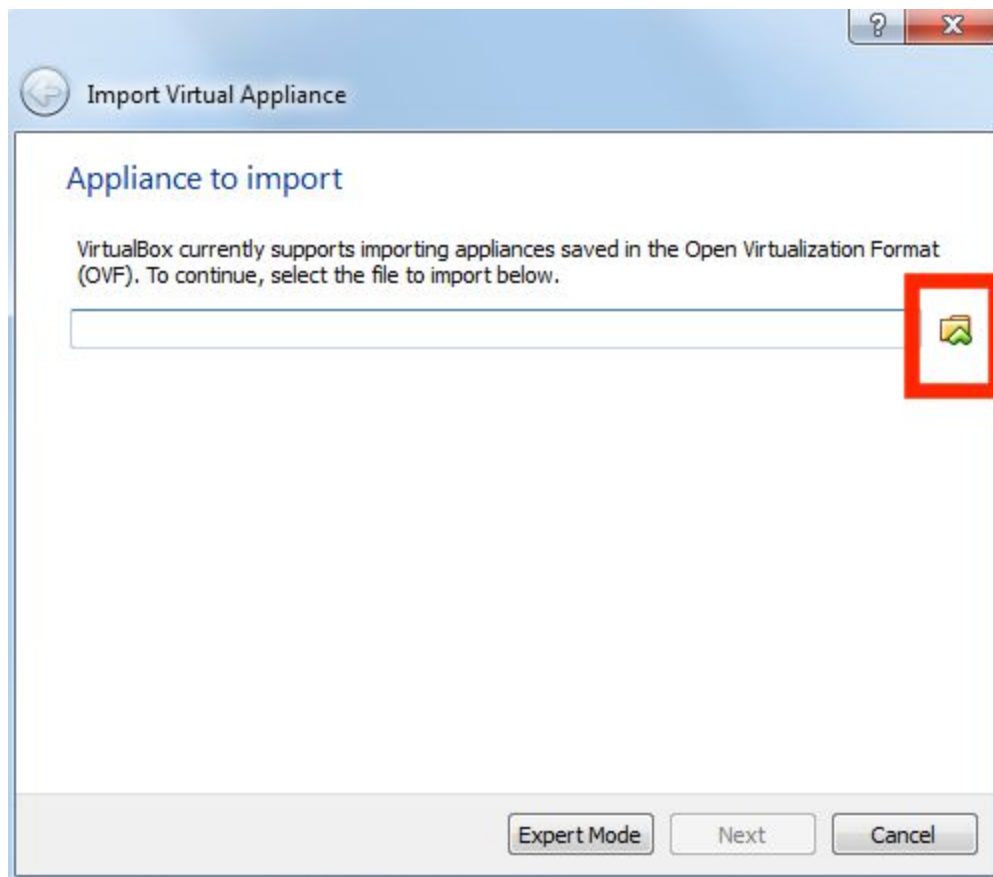 ?
Import Virtual Appliance
Appliance to import
VirtualBox currently supports importing appliances saved in the Open Virtualization Format
(OVF). To continue, select the file to import below.
Expert Mode Next Cancel